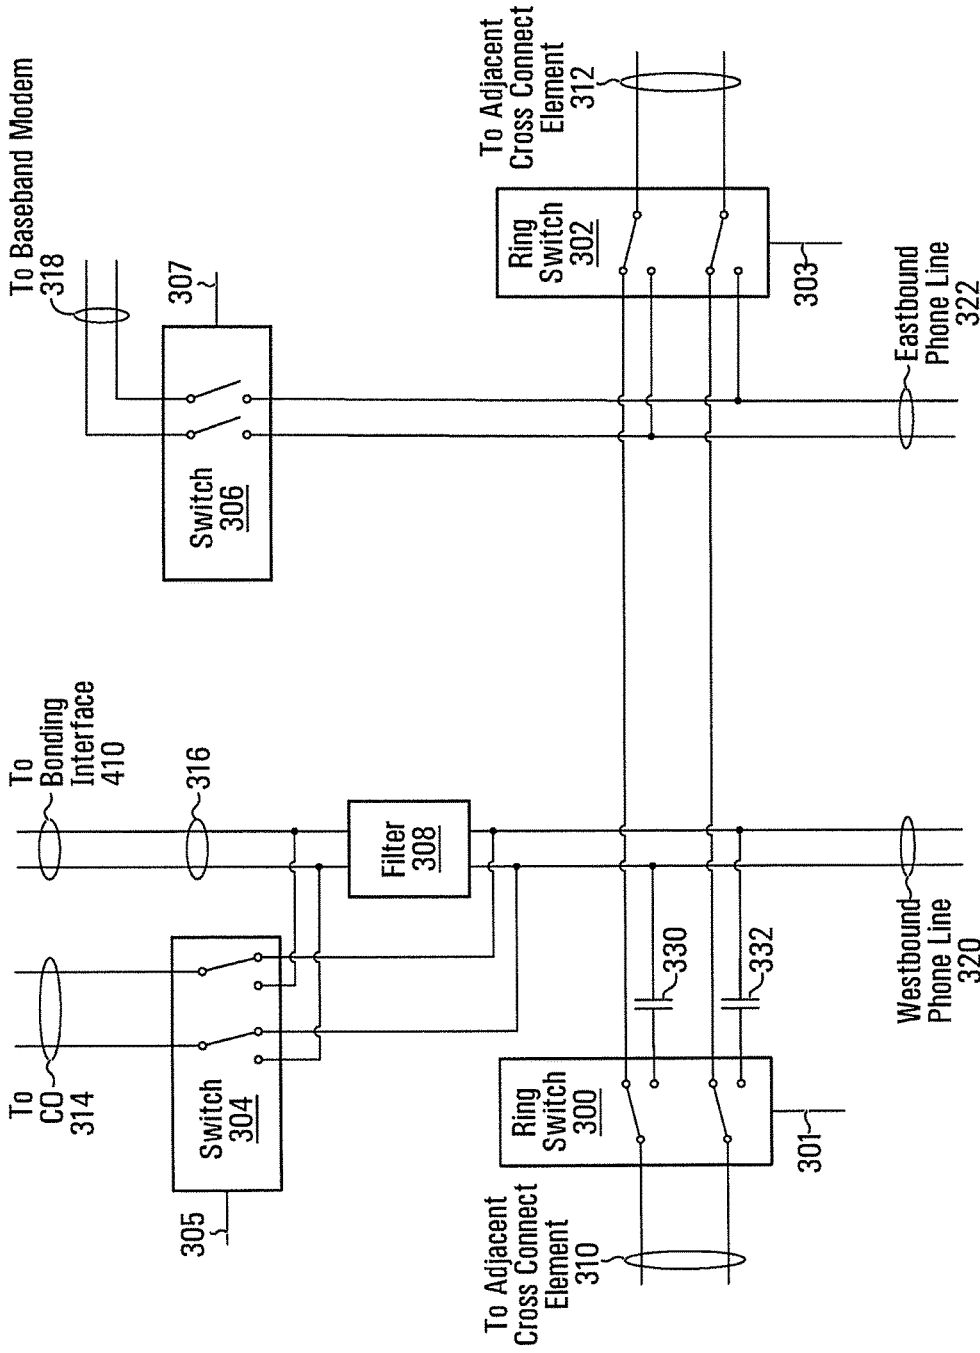 To Baseband Modem
318
307
Switch
306
To
Bonding
Interface
410
316
To
CO
314
Switch
304
305
Filter
308
To Adjacent
Cross Connect
Element
312
Ring
Switch
302
303
Eastbound
Phone Line
322
330
332
Westbound
Phone Line
320
Ring
Switch
300
301
To Adjacent
Cross Connect
Element
310